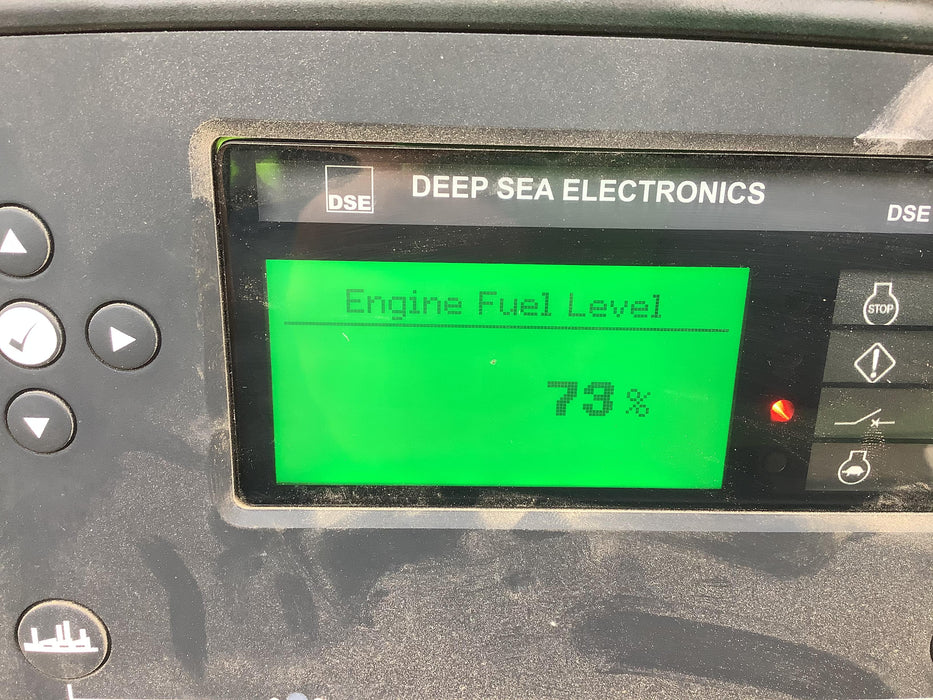 DSE
DEEP SEA ELECTRONICS
DSE
Engine Fuel Level
73 %
STOP